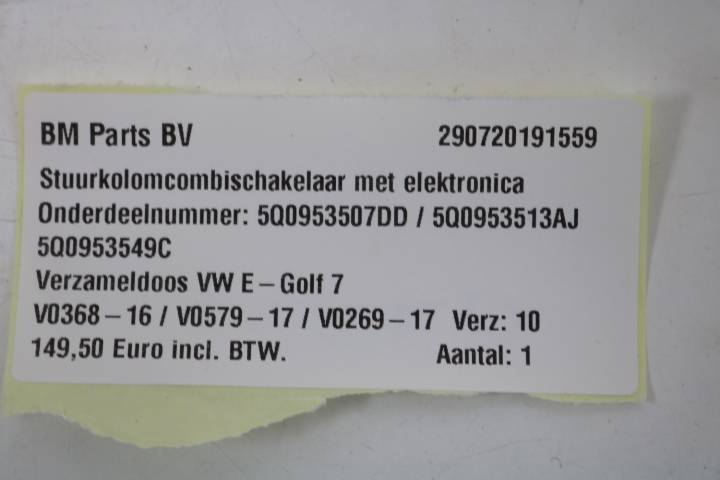 BM Parts BV 290720191559
Stuurkolomcombischakelaar met elektronica
Onderdeelnummer: 5Q0953507DD / 5Q0953513AJ
5Q0953549C
Verzameldoos VW E-Golf 7
V0368-16 / V0579-17 / V0269-17 Verz: 10
149,50 Euro incl. BTW. Aantal: 1